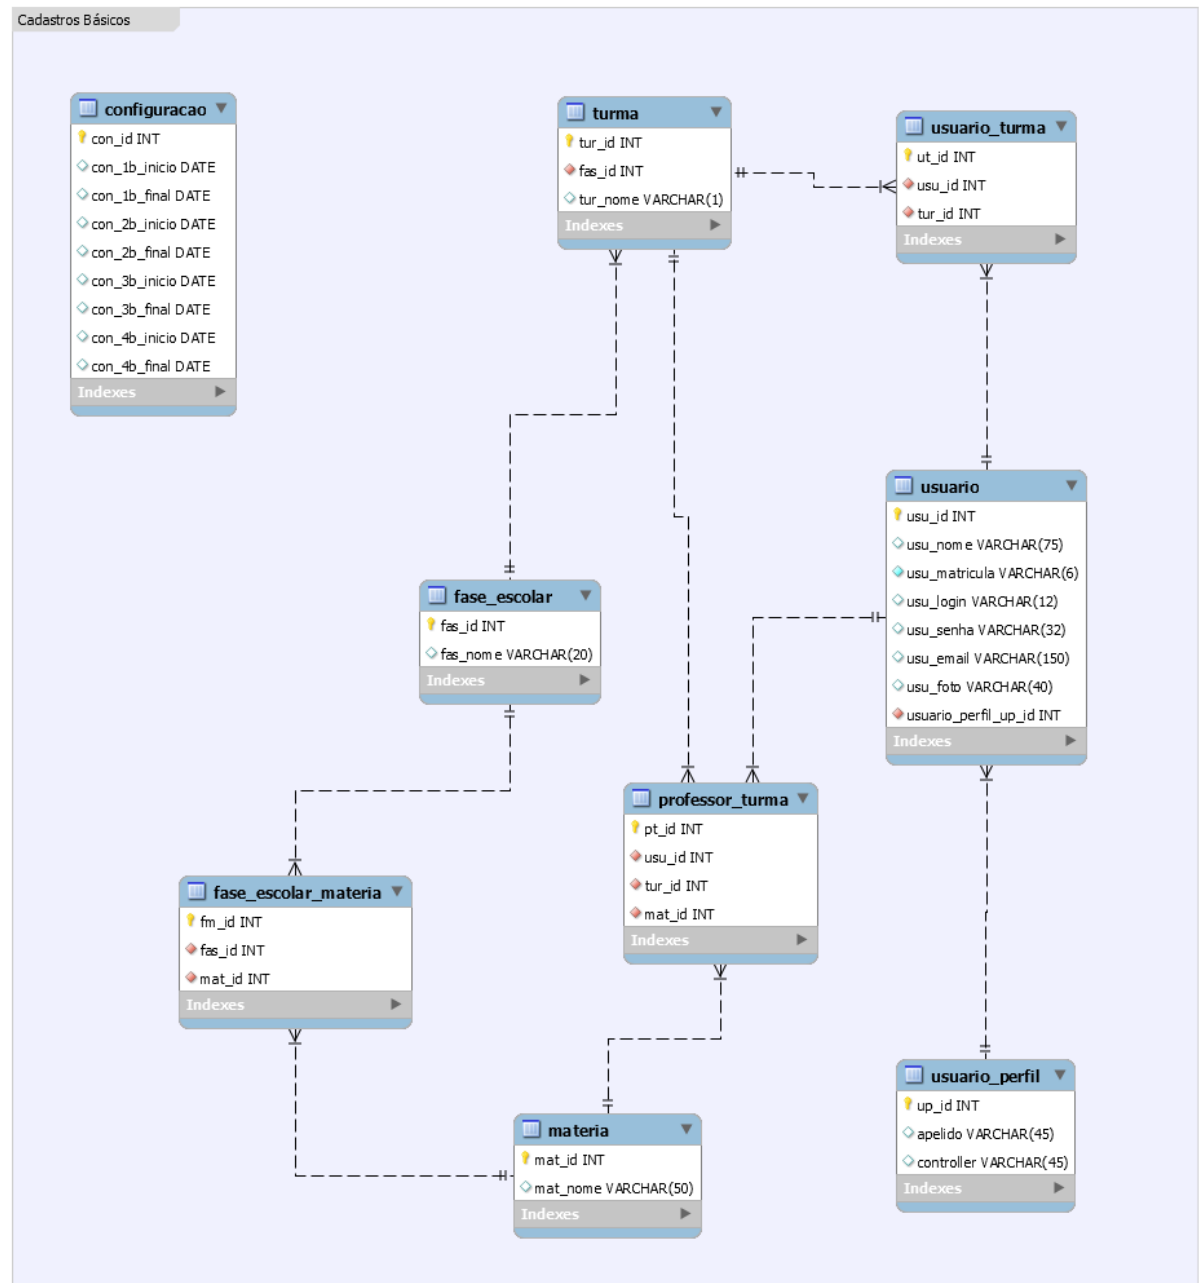 Cadastros Básicos
configuracao
con_id INT
con_1b_inicio DATE
con_1b_final DATE
con_2b_inicio DATE
con_2b_final DATE
con_3b_inicio DATE
con_3b_final DATE
con_4b_inicio DATE
con_4b_final DATE
Indexes
turma
tur_id INT
fas_id INT
tur_nome VARCHAR(1)
Indexes
usuario_turma
ut_id INT
usu_id INT
tur_id INT
Indexes
usuario
usu_id INT
usu_nome VARCHAR(75)
usu_matricula VARCHAR(6)
usu_login VARCHAR(12)
usu_senha VARCHAR(32)
usu_email VARCHAR(150)
usu_foto VARCHAR(40)
usuario_perfil_up_id INT
Indexes
fase_escolar
fas_id INT
fas_nome VARCHAR(20)
Indexes
professor_turma
pt_id INT
usu_id INT
tur_id INT
mat_id INT
Indexes
fase_escolar_materia
fm_id INT
fas_id INT
mat_id INT
Indexes
usuario_perfil
up_id INT
apelido VARCHAR(45)
controller VARCHAR(45)
Indexes
materia
mat_id INT
mat_nome VARCHAR(50)
Indexes